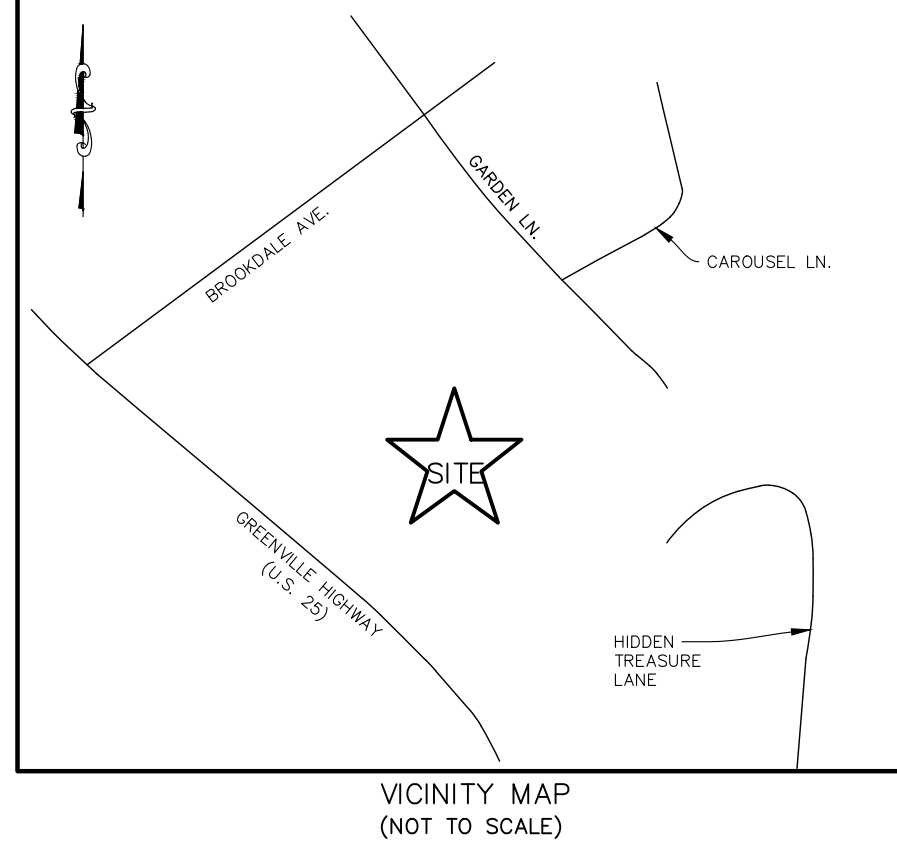 GARDEN LN.
BROOKDALE AVE.
CAROUSEL LN.
SITE
GREENVILLE HIGHWAY
(U.S. 25)
HIDDEN
TREASURE
LANE
VICINITY MAP
(NOT TO SCALE)